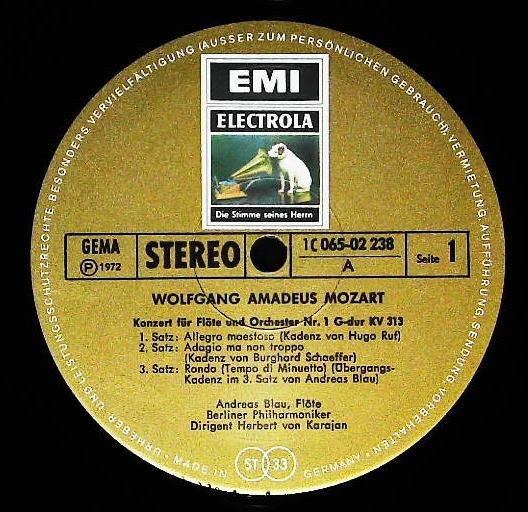 URHEBER- UND LEISTUNGSSCHUTZRECHTE, BESONDERS VERVIELFÄLTIGUNG (AUSSER ZUM PERSÖNLICHEN GEBRAUCH), VERMIETUNG, AUFFÜHRUNG, SENDUNG VORBEHALTEN •
EMI
ELECTROLA
Die Stimme seines Herrn
GEMA
Ⓟ 1972
STEREO
1C 065-02 238
A
Seite 1
WOLFGANG AMADEUS MOZART
Konzert für Flöte und Orchester Nr. 1 G-dur KV 313
1. Satz: Allegro maestoso (Kadenz von Hugo Ruf)
2. Satz: Adagio ma non troppo
(Kadenz von Burghard Schaeffer)
3. Satz: Rondo (Tempo di Minuetto) (Übergangs-
Kadenz im 3. Satz von Andreas Blau)
Andreas Blau, Flöte
Berliner Philharmoniker
Dirigent Herbert von Karajan
• MADE IN GERMANY •
ST 33